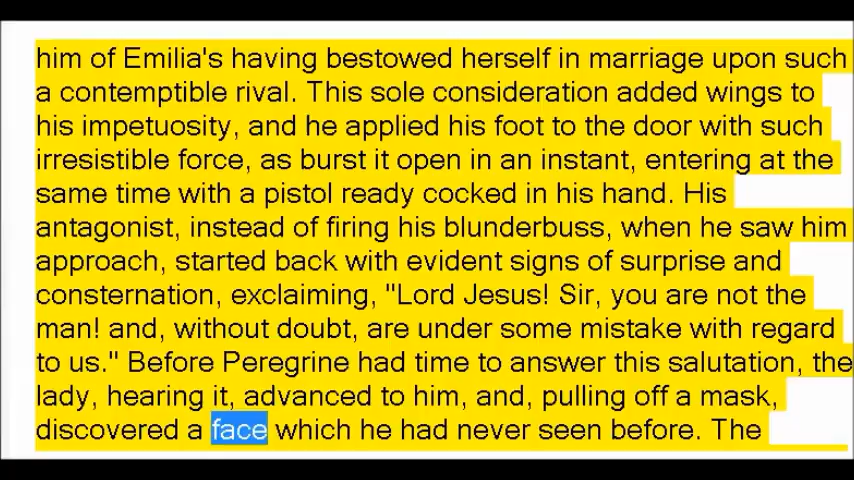 him of Emilia's having bestowed herself in marriage upon such
a contemptible rival. This sole consideration added wings to
his impetuosity, and he applied his foot to the door with such
irresistible force, as burst it open in an instant, entering at the
same time with a pistol ready cocked in his hand. His
antagonist, instead of firing his blunderbuss, when he saw him
approach, started back with evident signs of surprise and
consternation, exclaiming, "Lord Jesus! Sir, you are not the
man! and, without doubt, are under some mistake with regard
to us." Before Peregrine had time to answer this salutation, the
lady, hearing it, advanced to him, and, pulling off a mask,
discovered a face which he had never seen before. The